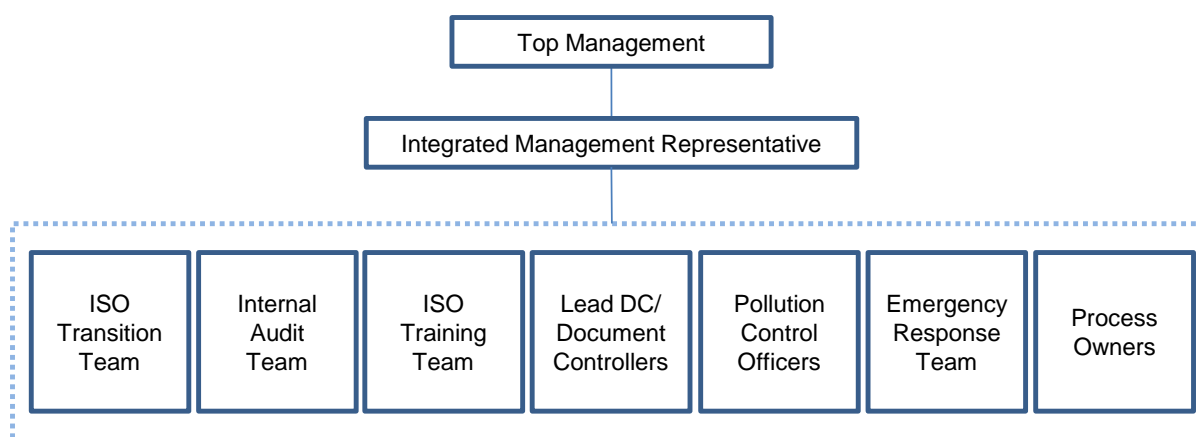 Top Management
Integrated Management Representative
ISO
Transition
Team
Internal
Audit
Team
ISO
Training
Team
Lead DC/
Document
Controllers
Pollution
Control
Officers
Emergency
Response
Team
Process
Owners